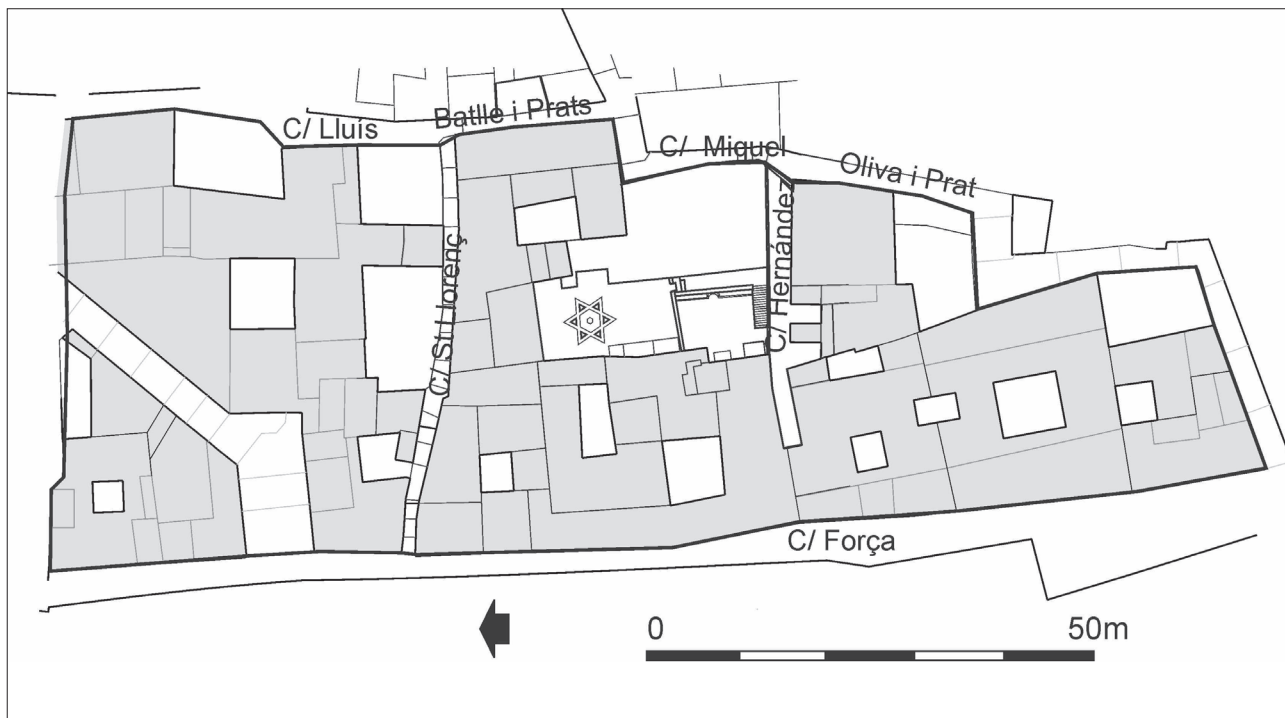 C/ Lluís
Batlle i Prats
C/ Miquel
Oliva i Prat
C/ St Llorenç
C/ Hernández
C/ Força
0
50m